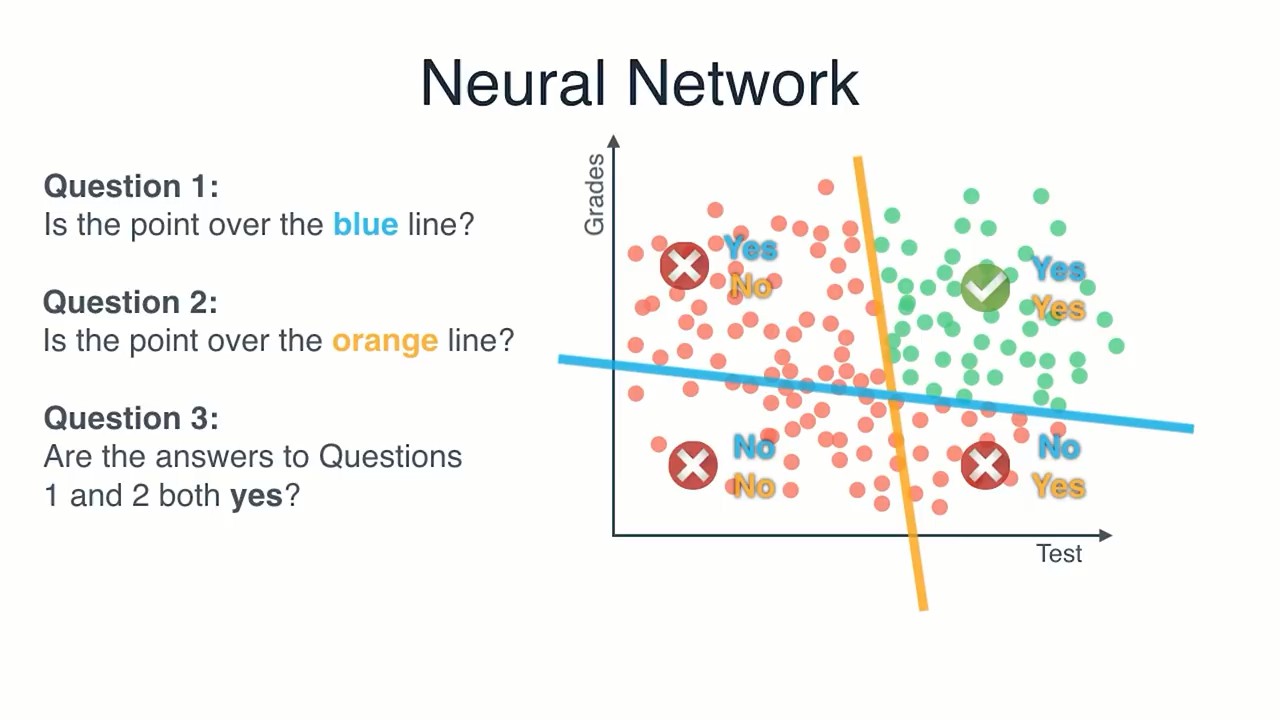 Neural Network
Question 1:
Is the point over the blue line?
Question 2:
Is the point over the orange line?
Question 3:
Are the answers to Questions
1 and 2 both yes?
Grades
Yes
No
Yes
Yes
No
No
No
Yes
Test